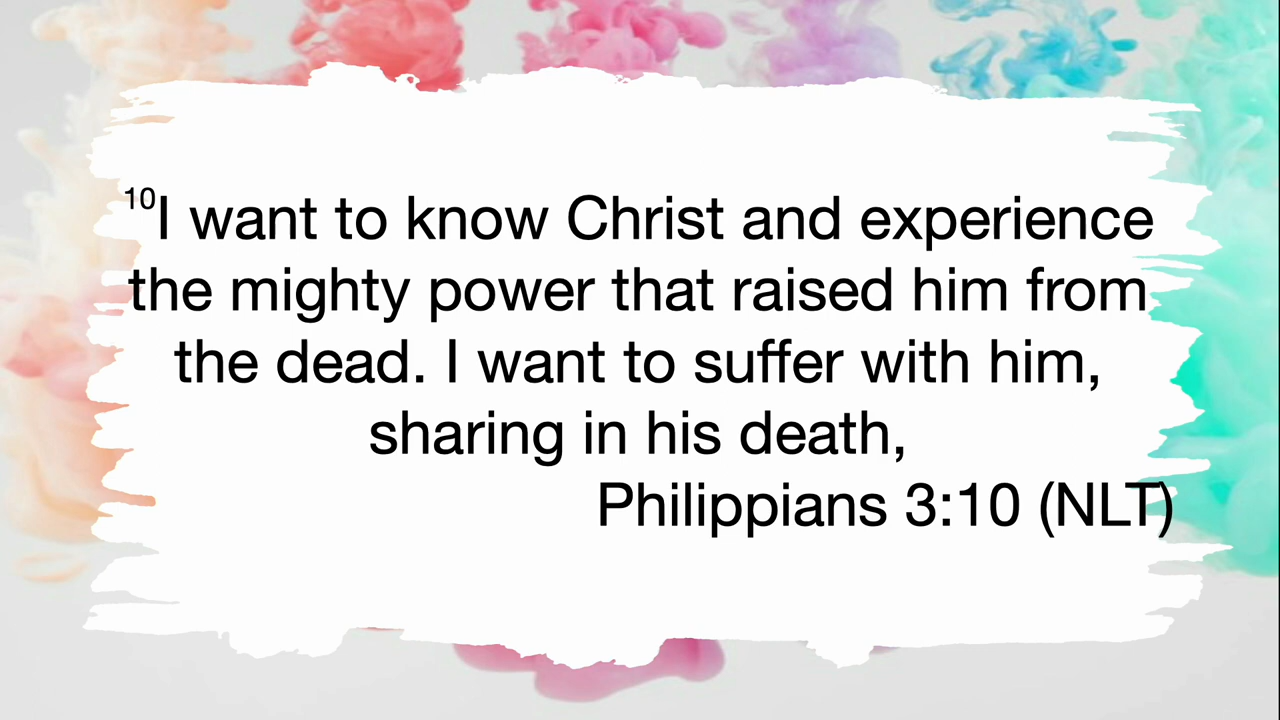 ¹⁰I want to know Christ and experience
the mighty power that raised him from
the dead. I want to suffer with him,
sharing in his death,
Philippians 3:10 (NLT)